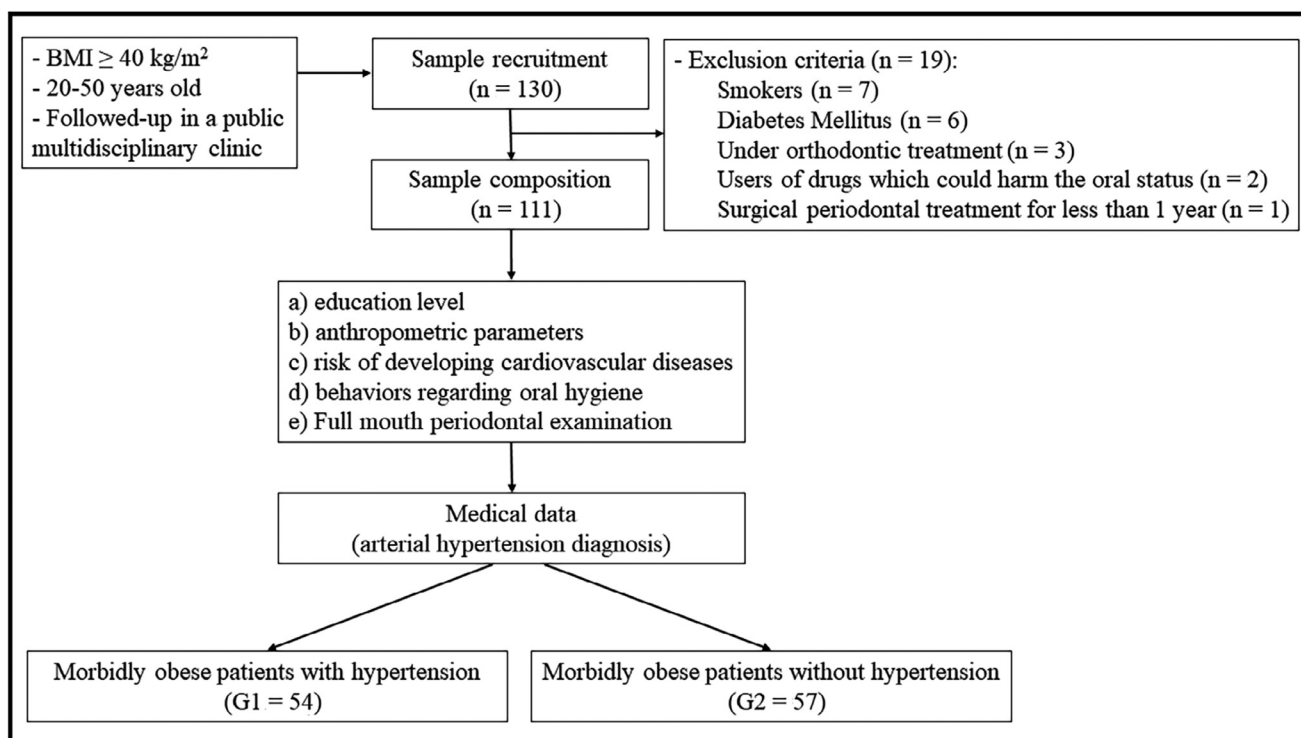 - BMI ≥ 40 kg/m²
- 20-50 years old
- Followed-up in a public
multidisciplinary clinic
Sample recruitment
(n = 130)
- Exclusion criteria (n = 19):
Smokers (n = 7)
Diabetes Mellitus (n = 6)
Under orthodontic treatment (n = 3)
Users of drugs which could harm the oral status (n = 2)
Surgical periodontal treatment for less than 1 year (n = 1)
Sample composition
(n = 111)
a) education level
b) anthropometric parameters
c) risk of developing cardiovascular diseases
d) behaviors regarding oral hygiene
e) Full mouth periodontal examination
Medical data
(arterial hypertension diagnosis)
Morbidly obese patients with hypertension
(G1 = 54)
Morbidly obese patients without hypertension
(G2 = 57)